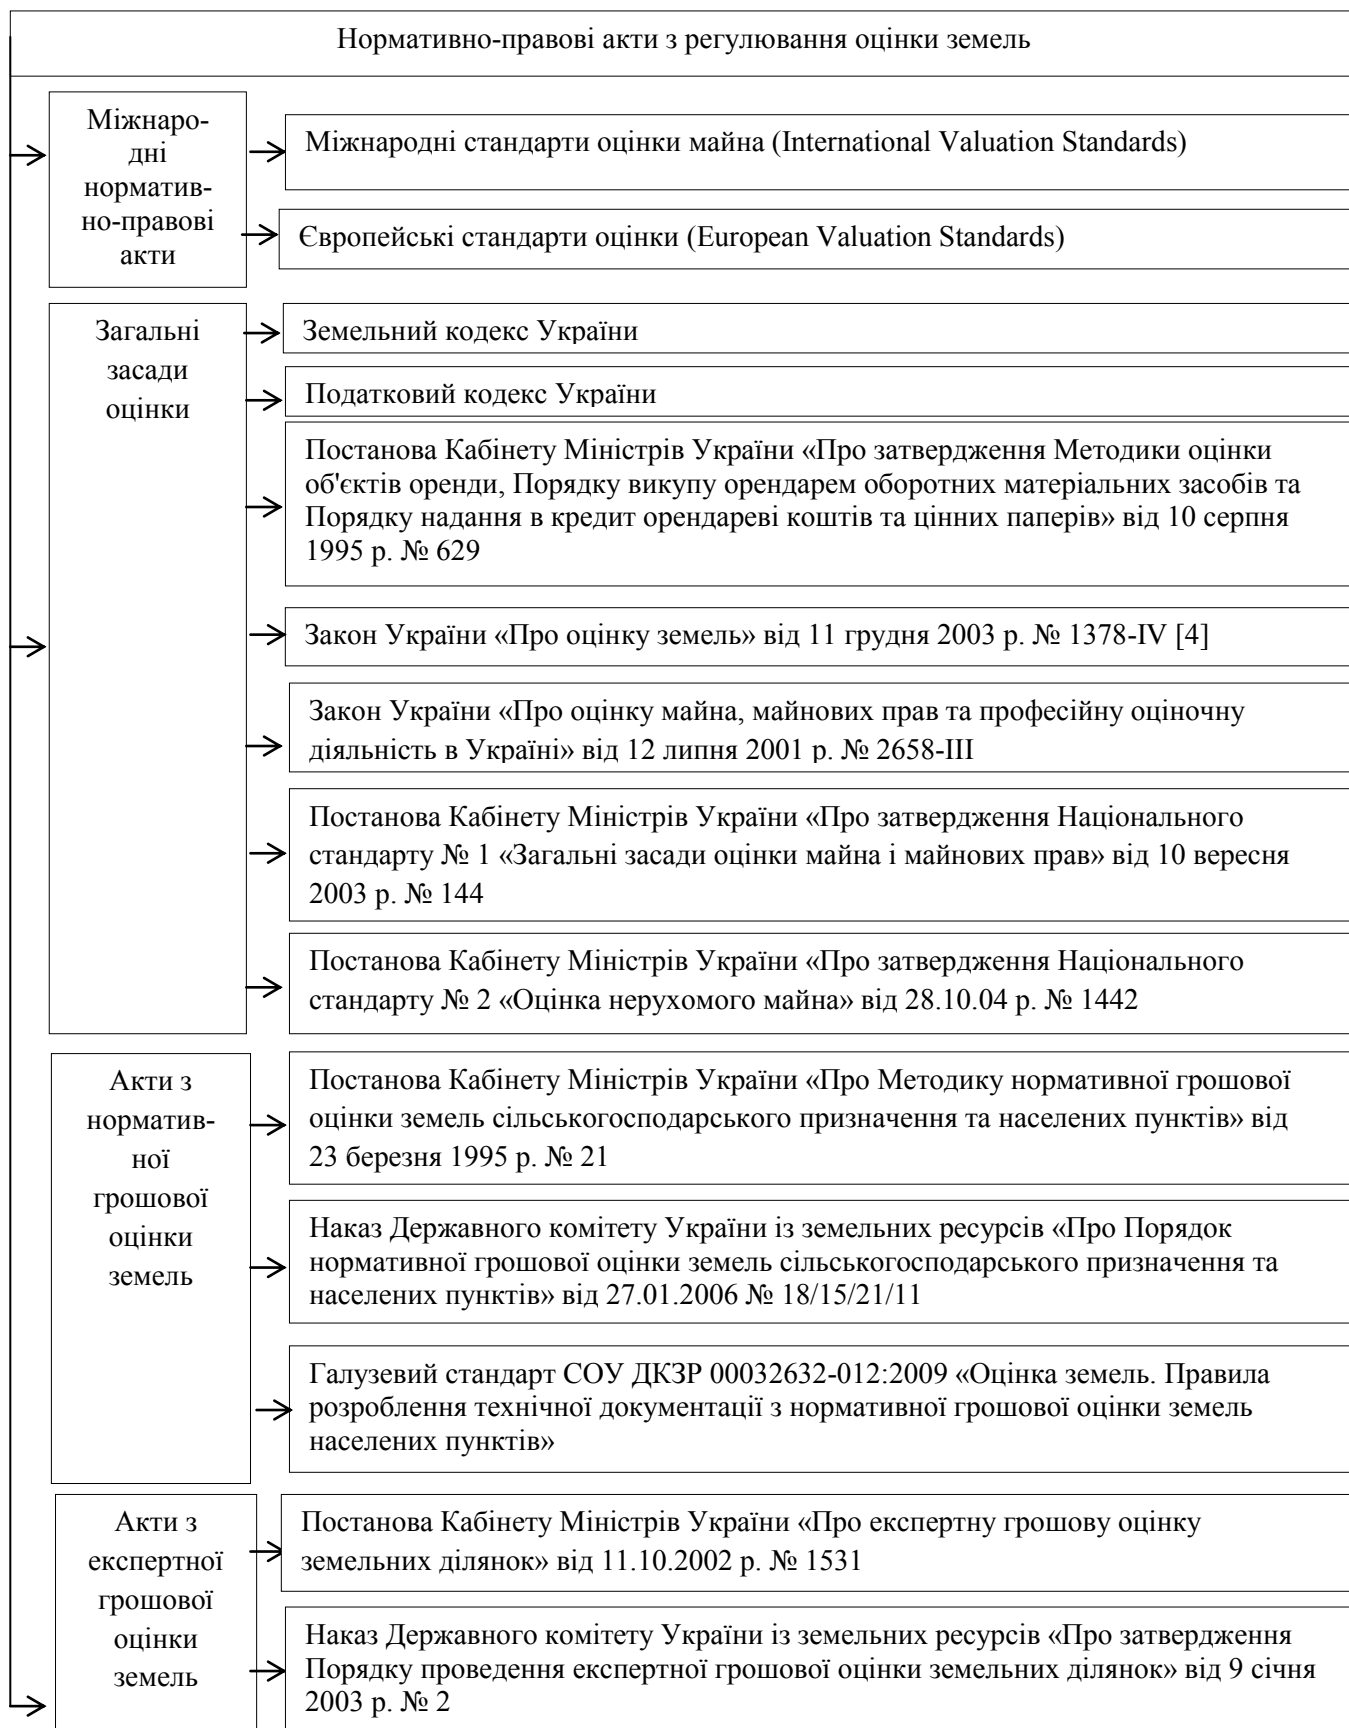 Нормативно-правові акти з регулювання оцінки земель
Міжнаро-
дні
норматив-
но-правові
акти
Міжнародні стандарти оцінки майна (International Valuation Standards)
Європейські стандарти оцінки (European Valuation Standards)
Загальні
засади
оцінки
Земельний кодекс України
Податковий кодекс України
Постанова Кабінету Міністрів України «Про затвердження Методики оцінки
об'єктів оренди, Порядку викупу орендарем оборотних матеріальних засобів та
Порядку надання в кредит орендареві коштів та цінних паперів» від 10 серпня
1995 р. № 629
Закон України «Про оцінку земель» від 11 грудня 2003 р. № 1378-IV [4]
Закон України «Про оцінку майна, майнових прав та професійну оціночну
діяльність в Україні» від 12 липня 2001 р. № 2658-III
Постанова Кабінету Міністрів України «Про затвердження Національного
стандарту № 1 «Загальні засади оцінки майна і майнових прав» від 10 вересня
2003 р. № 144
Постанова Кабінету Міністрів України «Про затвердження Національного
стандарту № 2 «Оцінка нерухомого майна» від 28.10.04 р. № 1442
Акти з
норматив-
ної
грошової
оцінки
земель
Постанова Кабінету Міністрів України «Про Методику нормативної грошової
оцінки земель сільськогосподарського призначення та населених пунктів» від
23 березня 1995 р. № 21
Наказ Державного комітету України із земельних ресурсів «Про Порядок
нормативної грошової оцінки земель сільськогосподарського призначення та
населених пунктів» від 27.01.2006 № 18/15/21/11
Галузевий стандарт СОУ ДКЗР 00032632-012:2009 «Оцінка земель. Правила
розроблення технічної документації з нормативної грошової оцінки земель
населених пунктів»
Акти з
експертної
грошової
оцінки
земель
Постанова Кабінету Міністрів України «Про експертну грошову оцінку
земельних ділянок» від 11.10.2002 р. № 1531
Наказ Державного комітету України із земельних ресурсів «Про затвердження
Порядку проведення експертної грошової оцінки земельних ділянок» від 9 січня
2003 р. № 2